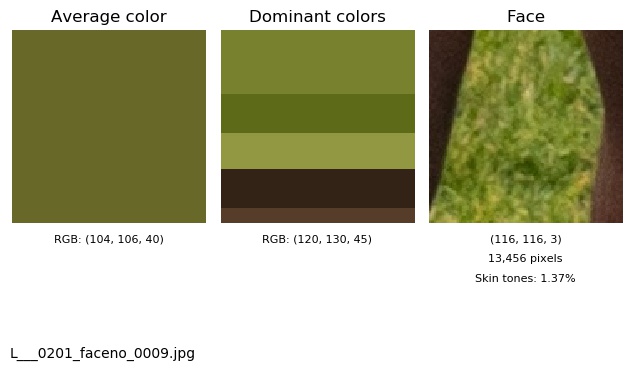 Average color
Dominant colors
Face
RGB: (104, 106, 40)
RGB: (120, 130, 45)
(116, 116, 3)
13,456 pixels
Skin tones: 1.37%
L___0201_faceno_0009.jpg